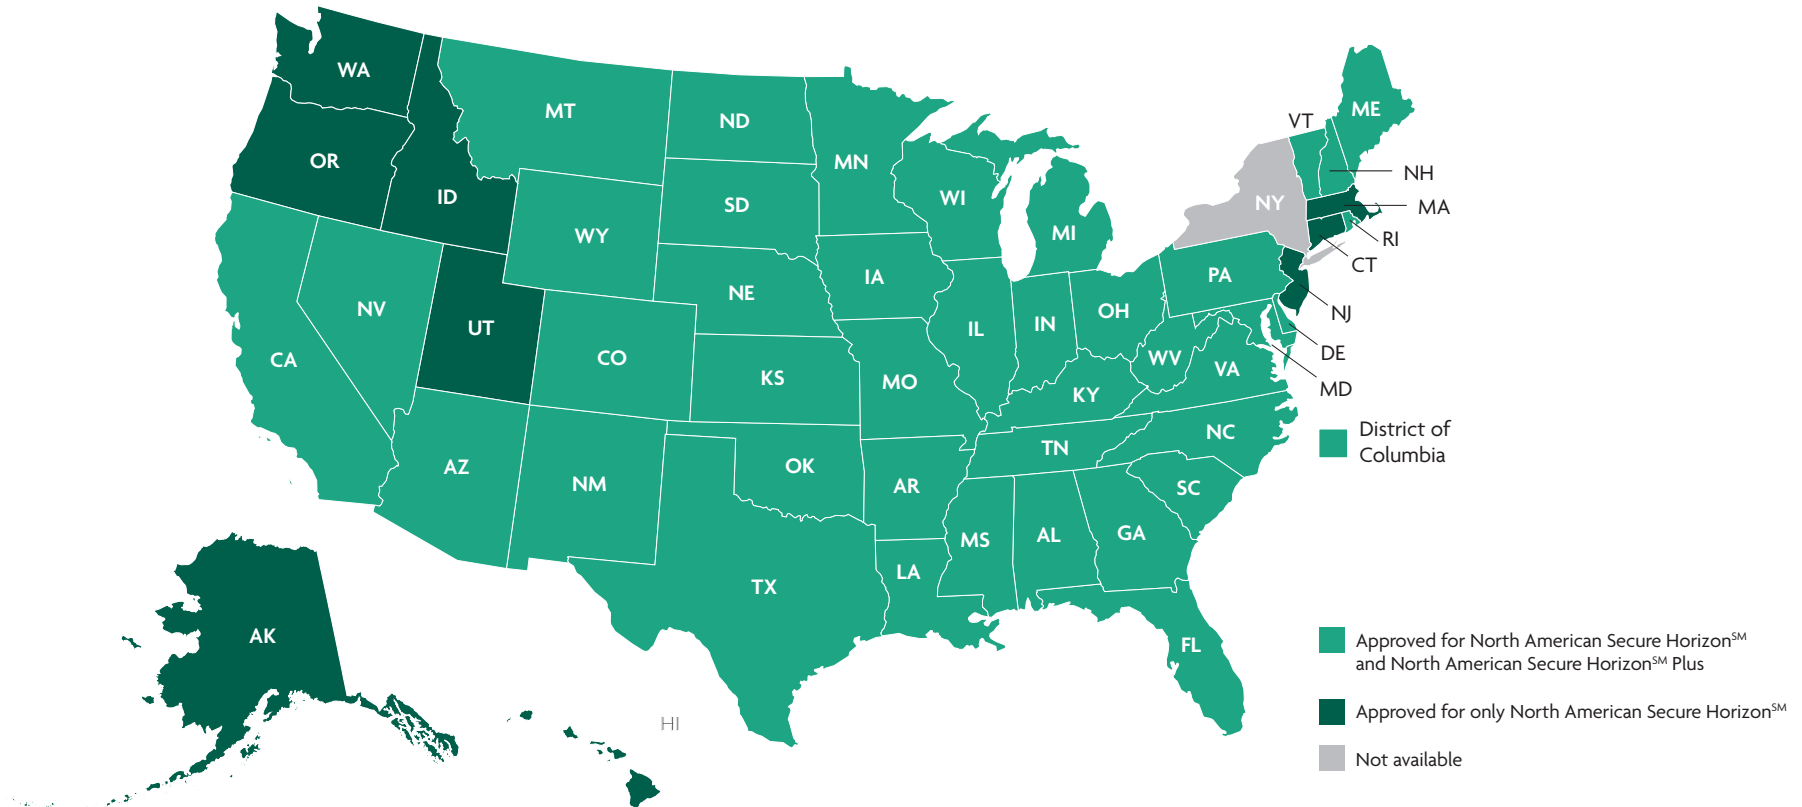 WA
OR
ID
MT
ND
MN
WI
MI
SD
WY
NE
IA
NV
UT
CA
CO
KS
MO
IL
IN
OH
PA
NY
VT
ME
NH
MA
RI
CT
NJ
DE
MD
WV
VA
KY
NC
TN
SC
AZ
NM
OK
AR
MS
AL
GA
LA
TX
FL
AK
HI
District of
Columbia
Approved for North American Secure Horizon℠
and North American Secure Horizon℠ Plus
Approved for only North American Secure Horizon℠
Not available